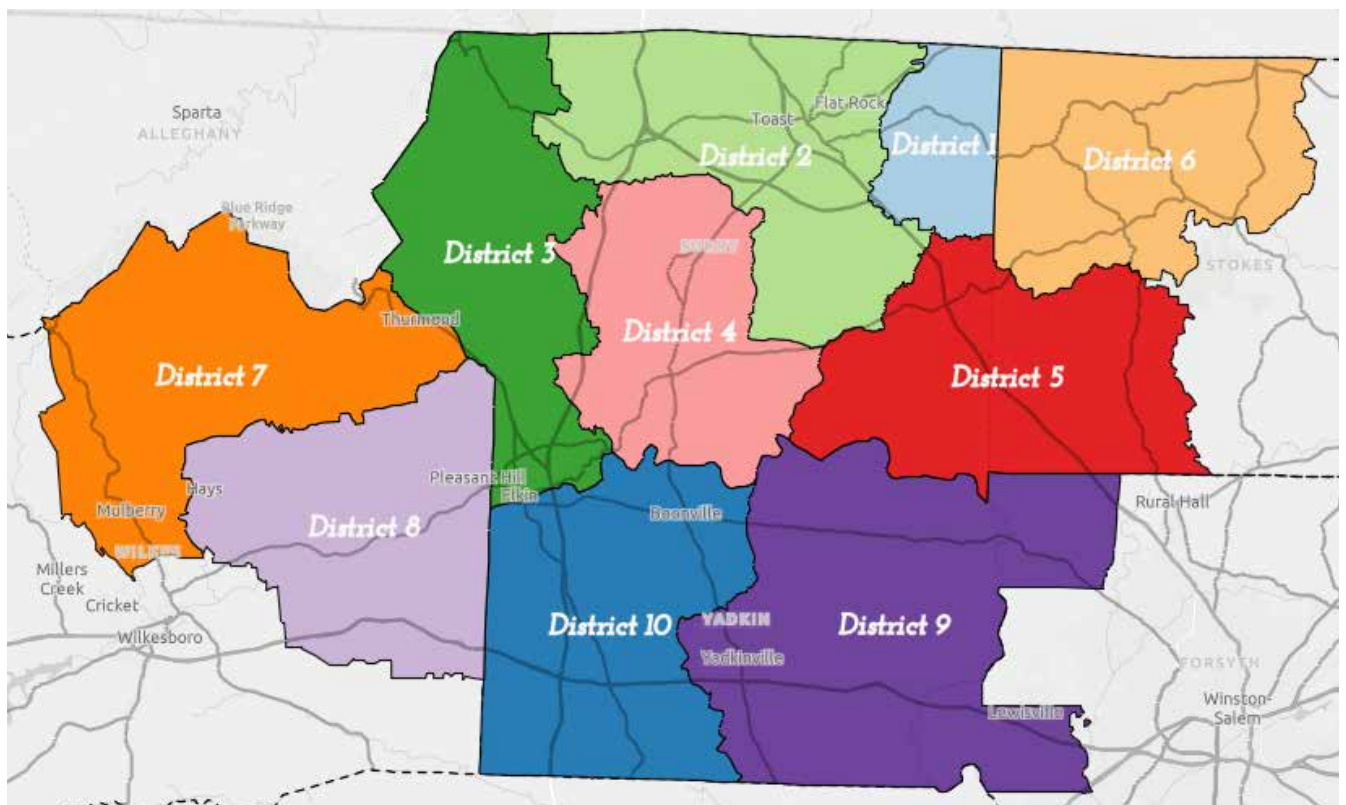 Sparta
ALLEGHANY
Flat Rock
Toast
District 1
District 2
District 6
Blue Ridge
Parkway
District 3
SURRY
STOKES
Thurmond
District 4
District 7
District 5
Pleasant Hill
Elkin
Hays
Mulberry
Boonville
Rural Hall
District 8
WILKES
Millers
Creek
Cricket
Wilkesboro
District 10
YADKIN
District 9
Yadkinville
FORSYTH
Lewisville
Winston-
Salem